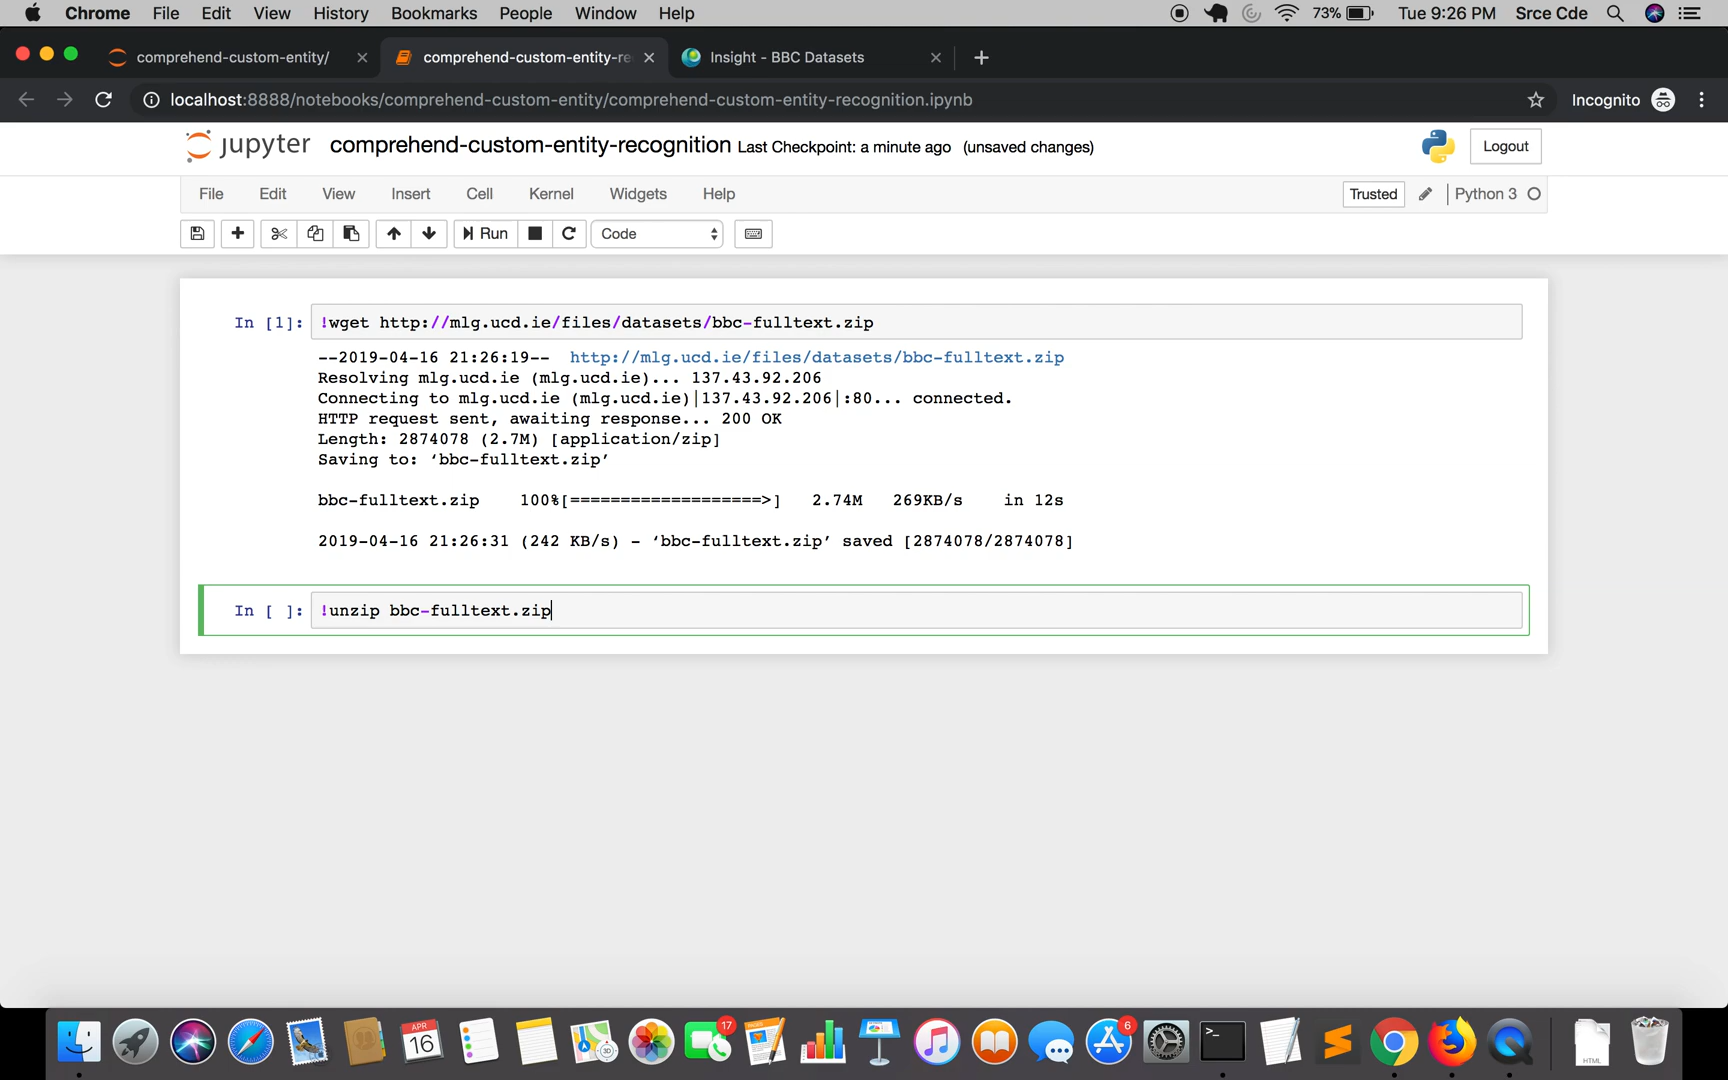 Chrome File Edit View History Bookmarks People Window Help 73% Tue 9:26 PM Srce Cde
comprehend-custom-entity/ comprehend-custom-entity-re Insight - BBC Datasets
localhost:8888/notebooks/comprehend-custom-entity/comprehend-custom-entity-recognition.ipynb Incognito
jupyter comprehend-custom-entity-recognition Last Checkpoint: a minute ago (unsaved changes) Logout
File Edit View Insert Cell Kernel Widgets Help Trusted Python 3
Run Code
In [1]: !wget http://mlg.ucd.ie/files/datasets/bbc-fulltext.zip
--2019-04-16 21:26:19-- http://mlg.ucd.ie/files/datasets/bbc-fulltext.zip
Resolving mlg.ucd.ie (mlg.ucd.ie)... 137.43.92.206
Connecting to mlg.ucd.ie (mlg.ucd.ie)|137.43.92.206|:80... connected.
HTTP request sent, awaiting response... 200 OK
Length: 2874078 (2.7M) [application/zip]
Saving to: ‘bbc-fulltext.zip’
bbc-fulltext.zip 100%[===================>] 2.74M 269KB/s in 12s
2019-04-16 21:26:31 (242 KB/s) - ‘bbc-fulltext.zip’ saved [2874078/2874078]
In [ ]: !unzip bbc-fulltext.zip
APR 16 17 PAGES 3D 6 >_ HTML